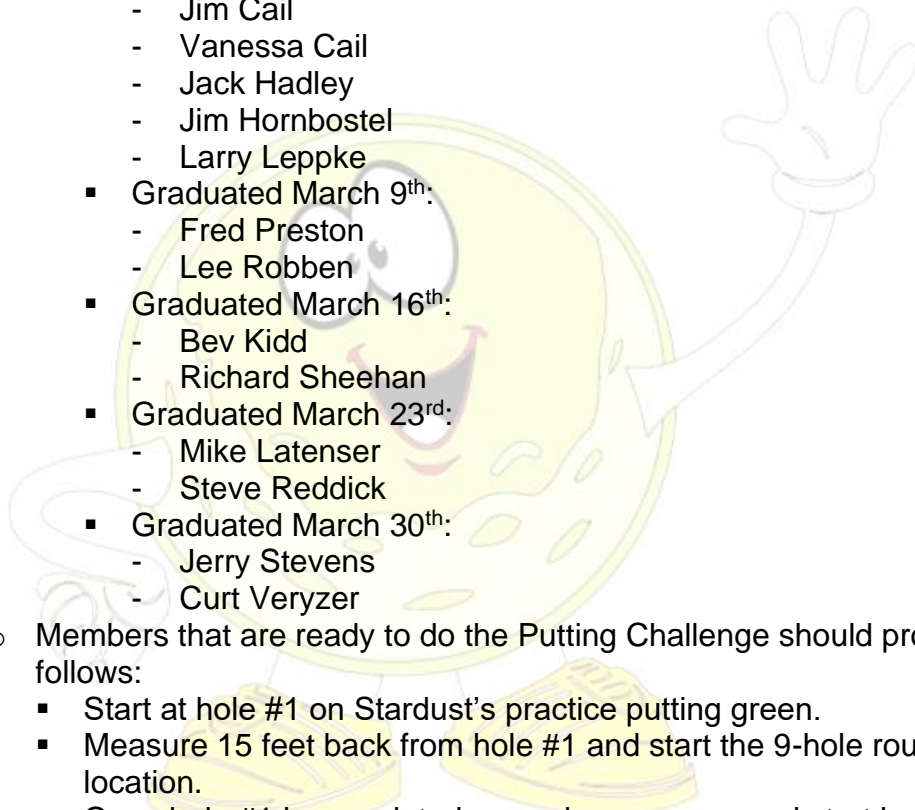 - Jim Cail
- Vanessa Cail
- Jack Hadley
- Jim Hornbostel
- Larry Leppke
▪ Graduated March 9th:
- Fred Preston
- Lee Robben
▪ Graduated March 16th:
- Bev Kidd
- Richard Sheehan
▪ Graduated March 23rd:
- Mike Latenser
- Steve Reddick
▪ Graduated March 30th:
- Jerry Stevens
- Curt Veryzer
o Members that are ready to do the Putting Challenge should pro
follows:
▪ Start at hole #1 on Stardust’s practice putting green.
▪ Measure 15 feet back from hole #1 and start the 9-hole rou
location.